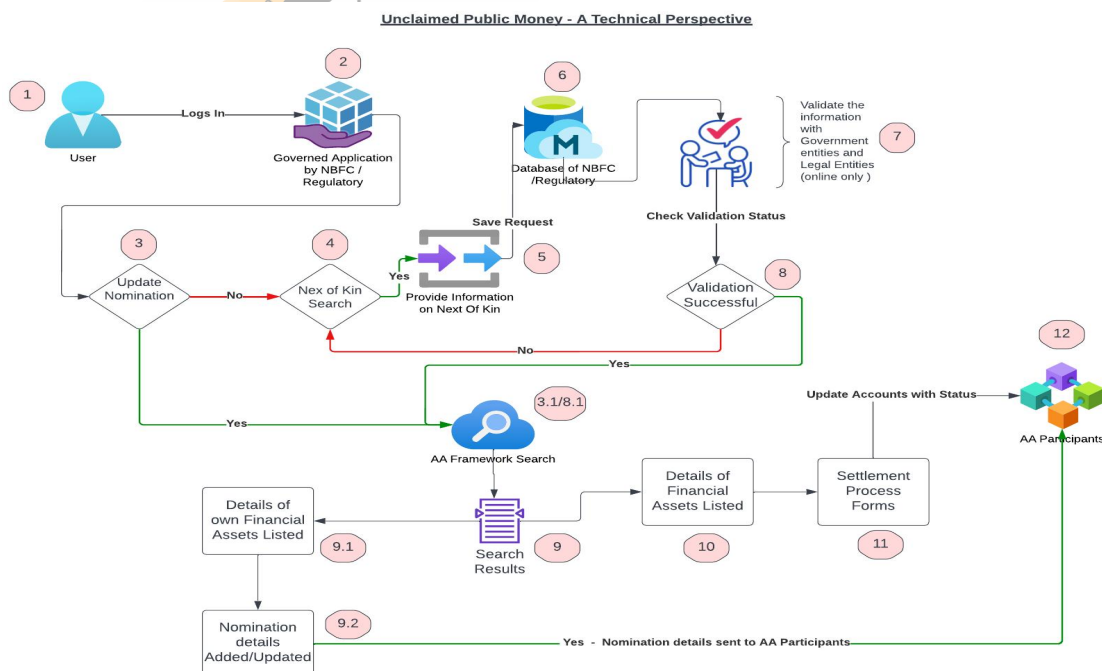 Unclaimed Public Money - A Technical Perspective
1
2
6
Logs In
User
Governed Application
by NBFC /
Regulatory
M
Database of NBFC
/Regulatory
Validate the
information
with
Government
entities and
Legal Entities
(online only )
7
Check Validation Status
Save Request
3
4
5
8
Update
Nomination
No
Nex of Kin
Search
Yes
Provide Information
on Next Of Kin
Validation
Successful
No
Yes
12
3.1/8.1
Yes
AA Framework Search
Update Accounts with Status
AA Participants
Details of
own Financial
Assets Listed
9.1
Search
Results
9
Details of
Financial
Assets Listed
10
Settlement
Process
Forms
11
Nomination
details
Added/Updated
9.2
Yes - Nomination details sent to AA Participants